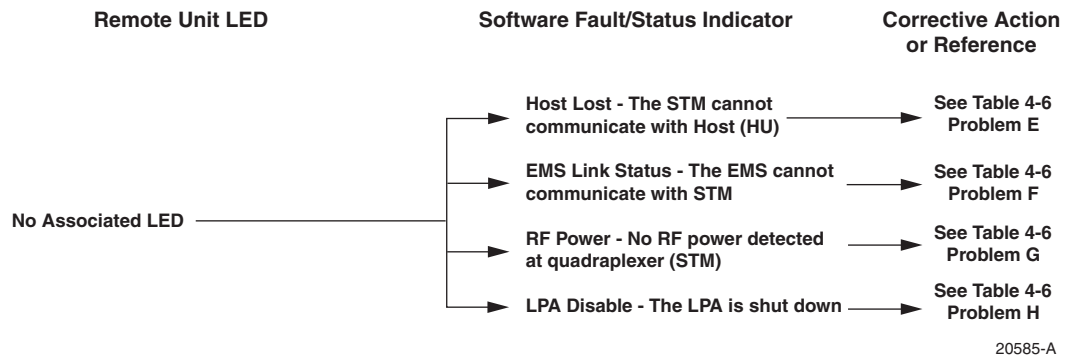 Remote Unit LED
Software Fault/Status Indicator
Corrective Action
or Reference
Host Lost - The STM cannot
communicate with Host (HU)
See Table 4-6
Problem E
EMS Link Status - The EMS cannot
communicate with STM
See Table 4-6
Problem F
No Associated LED
RF Power - No RF power detected
at quadraplexer (STM)
See Table 4-6
Problem G
LPA Disable - The LPA is shut down
See Table 4-6
Problem H
20585-A